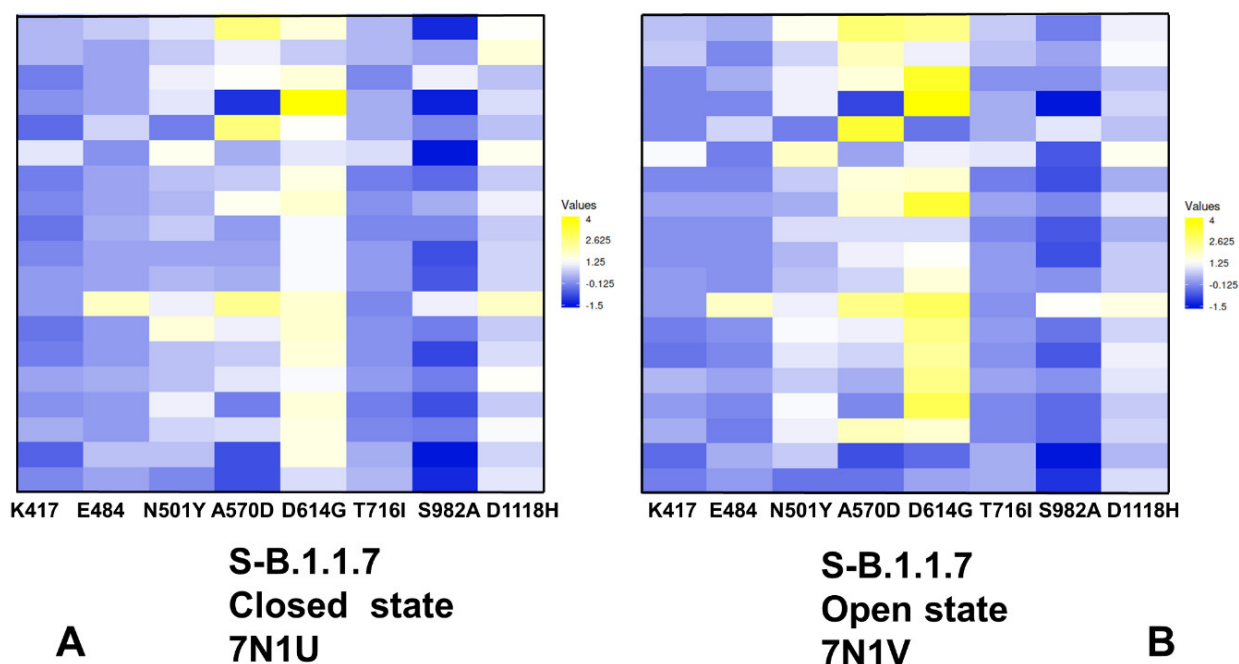 Values
4
2.625
1.25
-0.125
-1.5
K417 E484 N501Y A570D D614G T716I S982A D1118H
S-B.1.1.7
Closed state
7N1U
A
Values
4
2.625
1.25
-0.125
-1.5
K417 E484 N501Y A570D D614G T716I S982A D1118H
S-B.1.1.7
Open state
7N1V
B